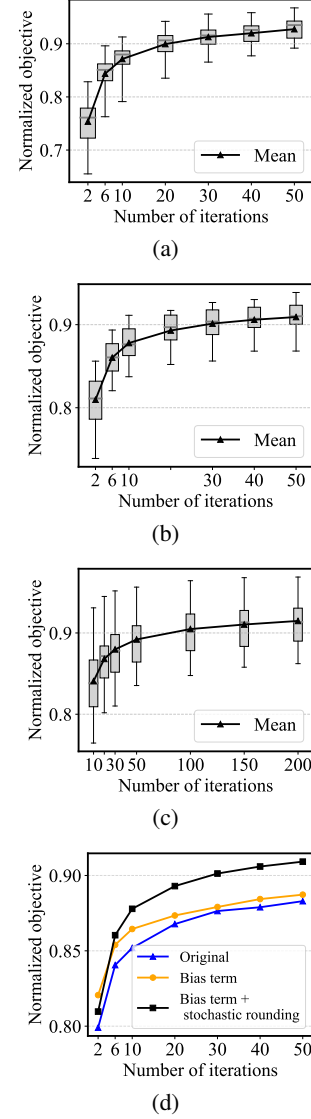 Normalized objective
0.9
0.8
0.7
Mean
2 6 10 20 30 40 50
Number of iterations
(a)
Normalized objective
0.9
0.8
Mean
2 6 10 20 30 40 50
Number of iterations
(b)
Normalized objective
0.9
0.8
Mean
10 30 50 100 150 200
Number of iterations
(c)
Normalized objective
0.90
0.85
0.80
Original
Bias term
Bias term +
stochastic rounding
2 6 10 20 30 40 50
Number of iterations
(d)